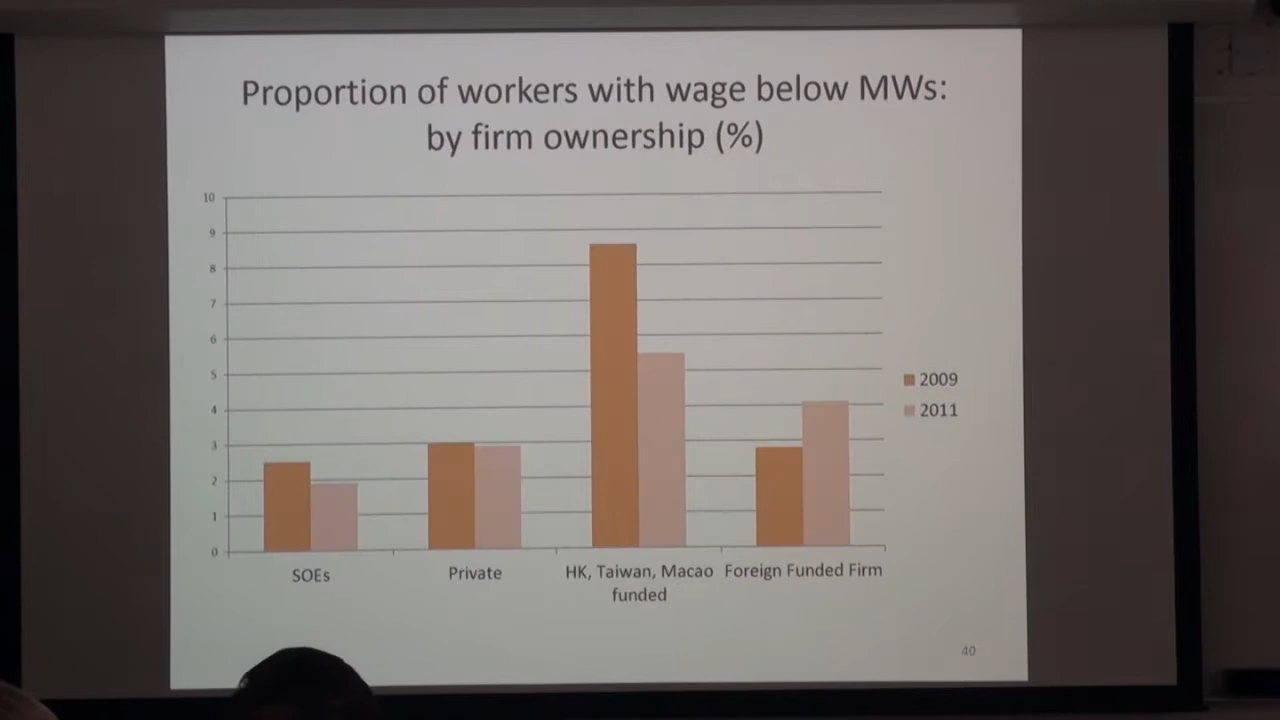 Proportion of workers with wage below MWs:
by firm ownership (%)
10
9
8
7
6
5
4
3
2
1
0
2009
2011
SOEs
Private
HK, Taiwan, Macao
funded
Foreign Funded Firm
40